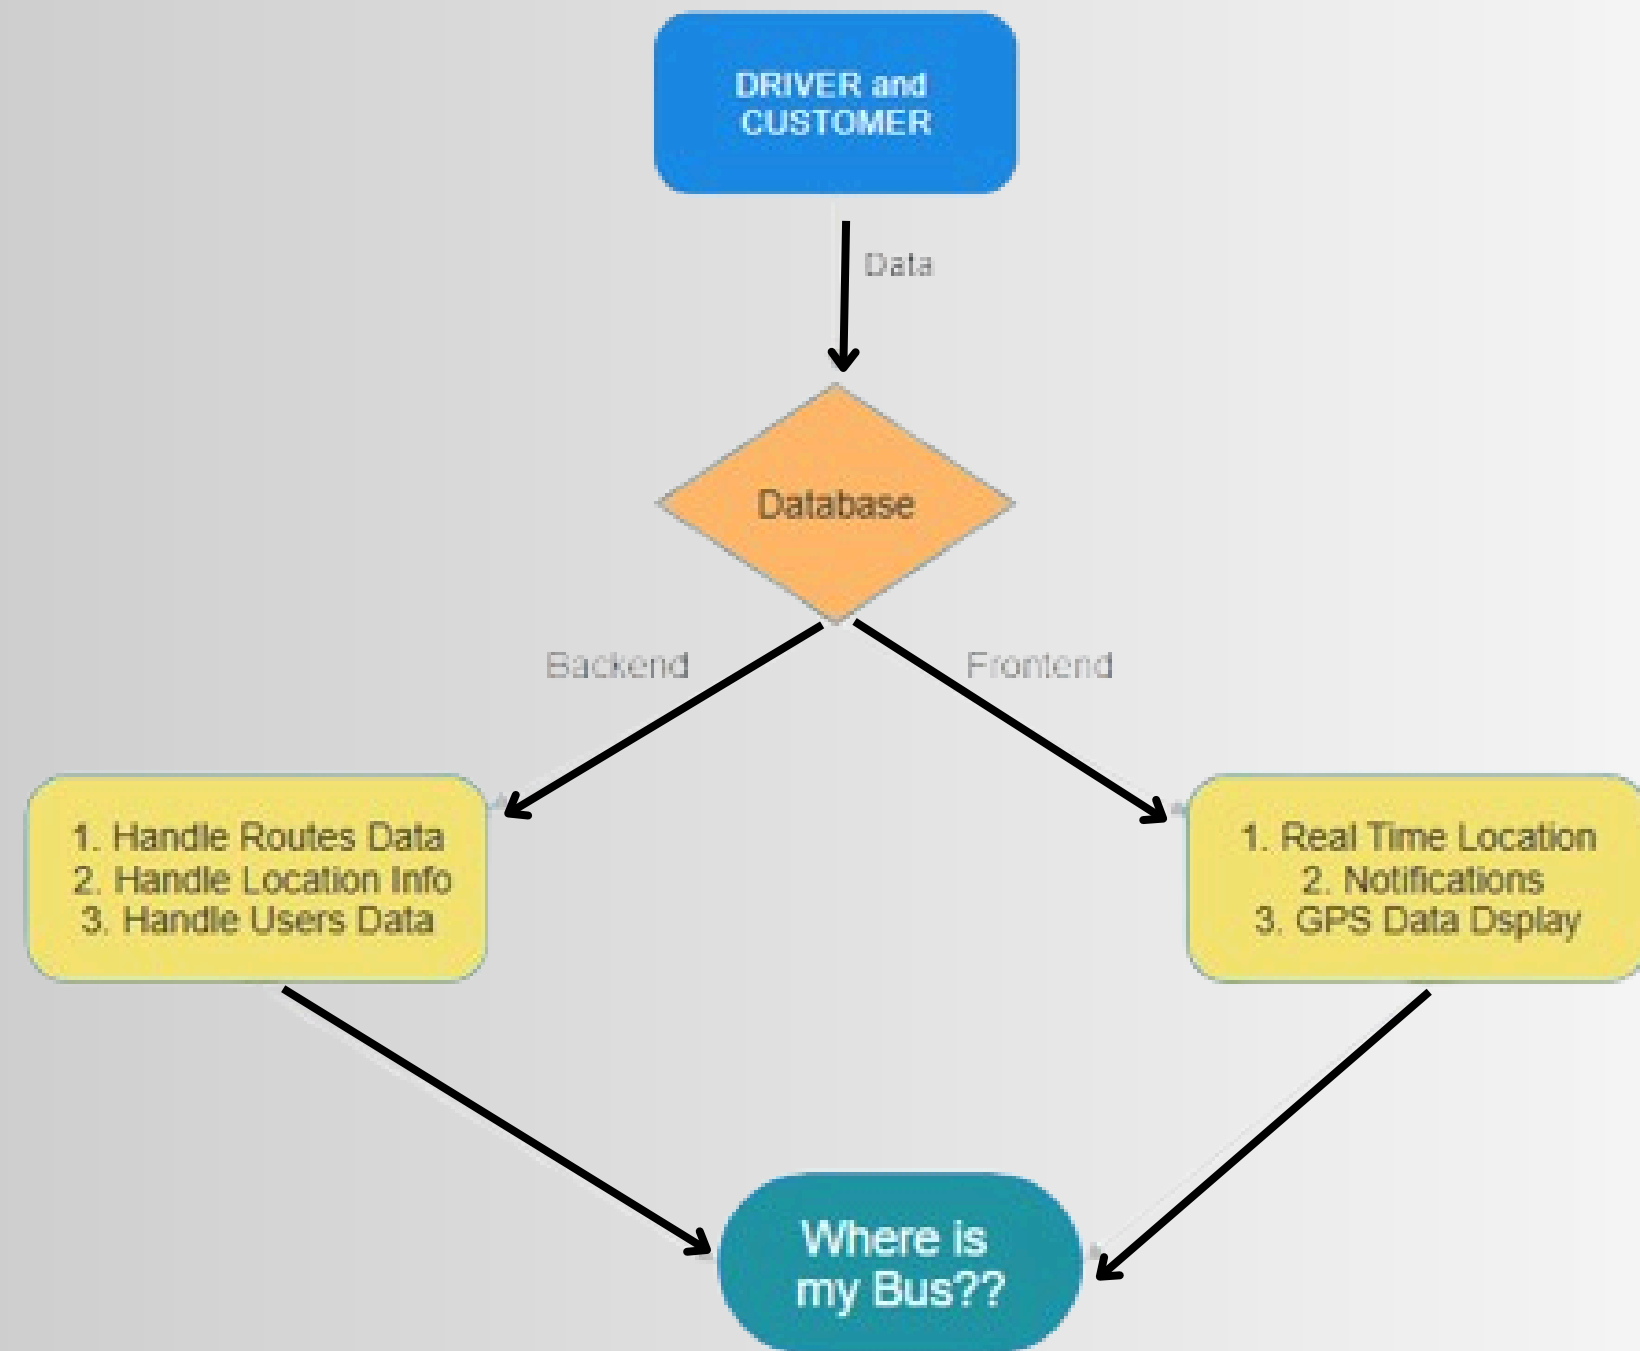 DRIVER and
CUSTOMER
Data
Database
Backend
Frontend
1. Handle Routes Data
2. Handle Location Info
3. Handle Users Data
1. Real Time Location
2. Notifications
3. GPS Data Dsplay
Where is
my Bus??